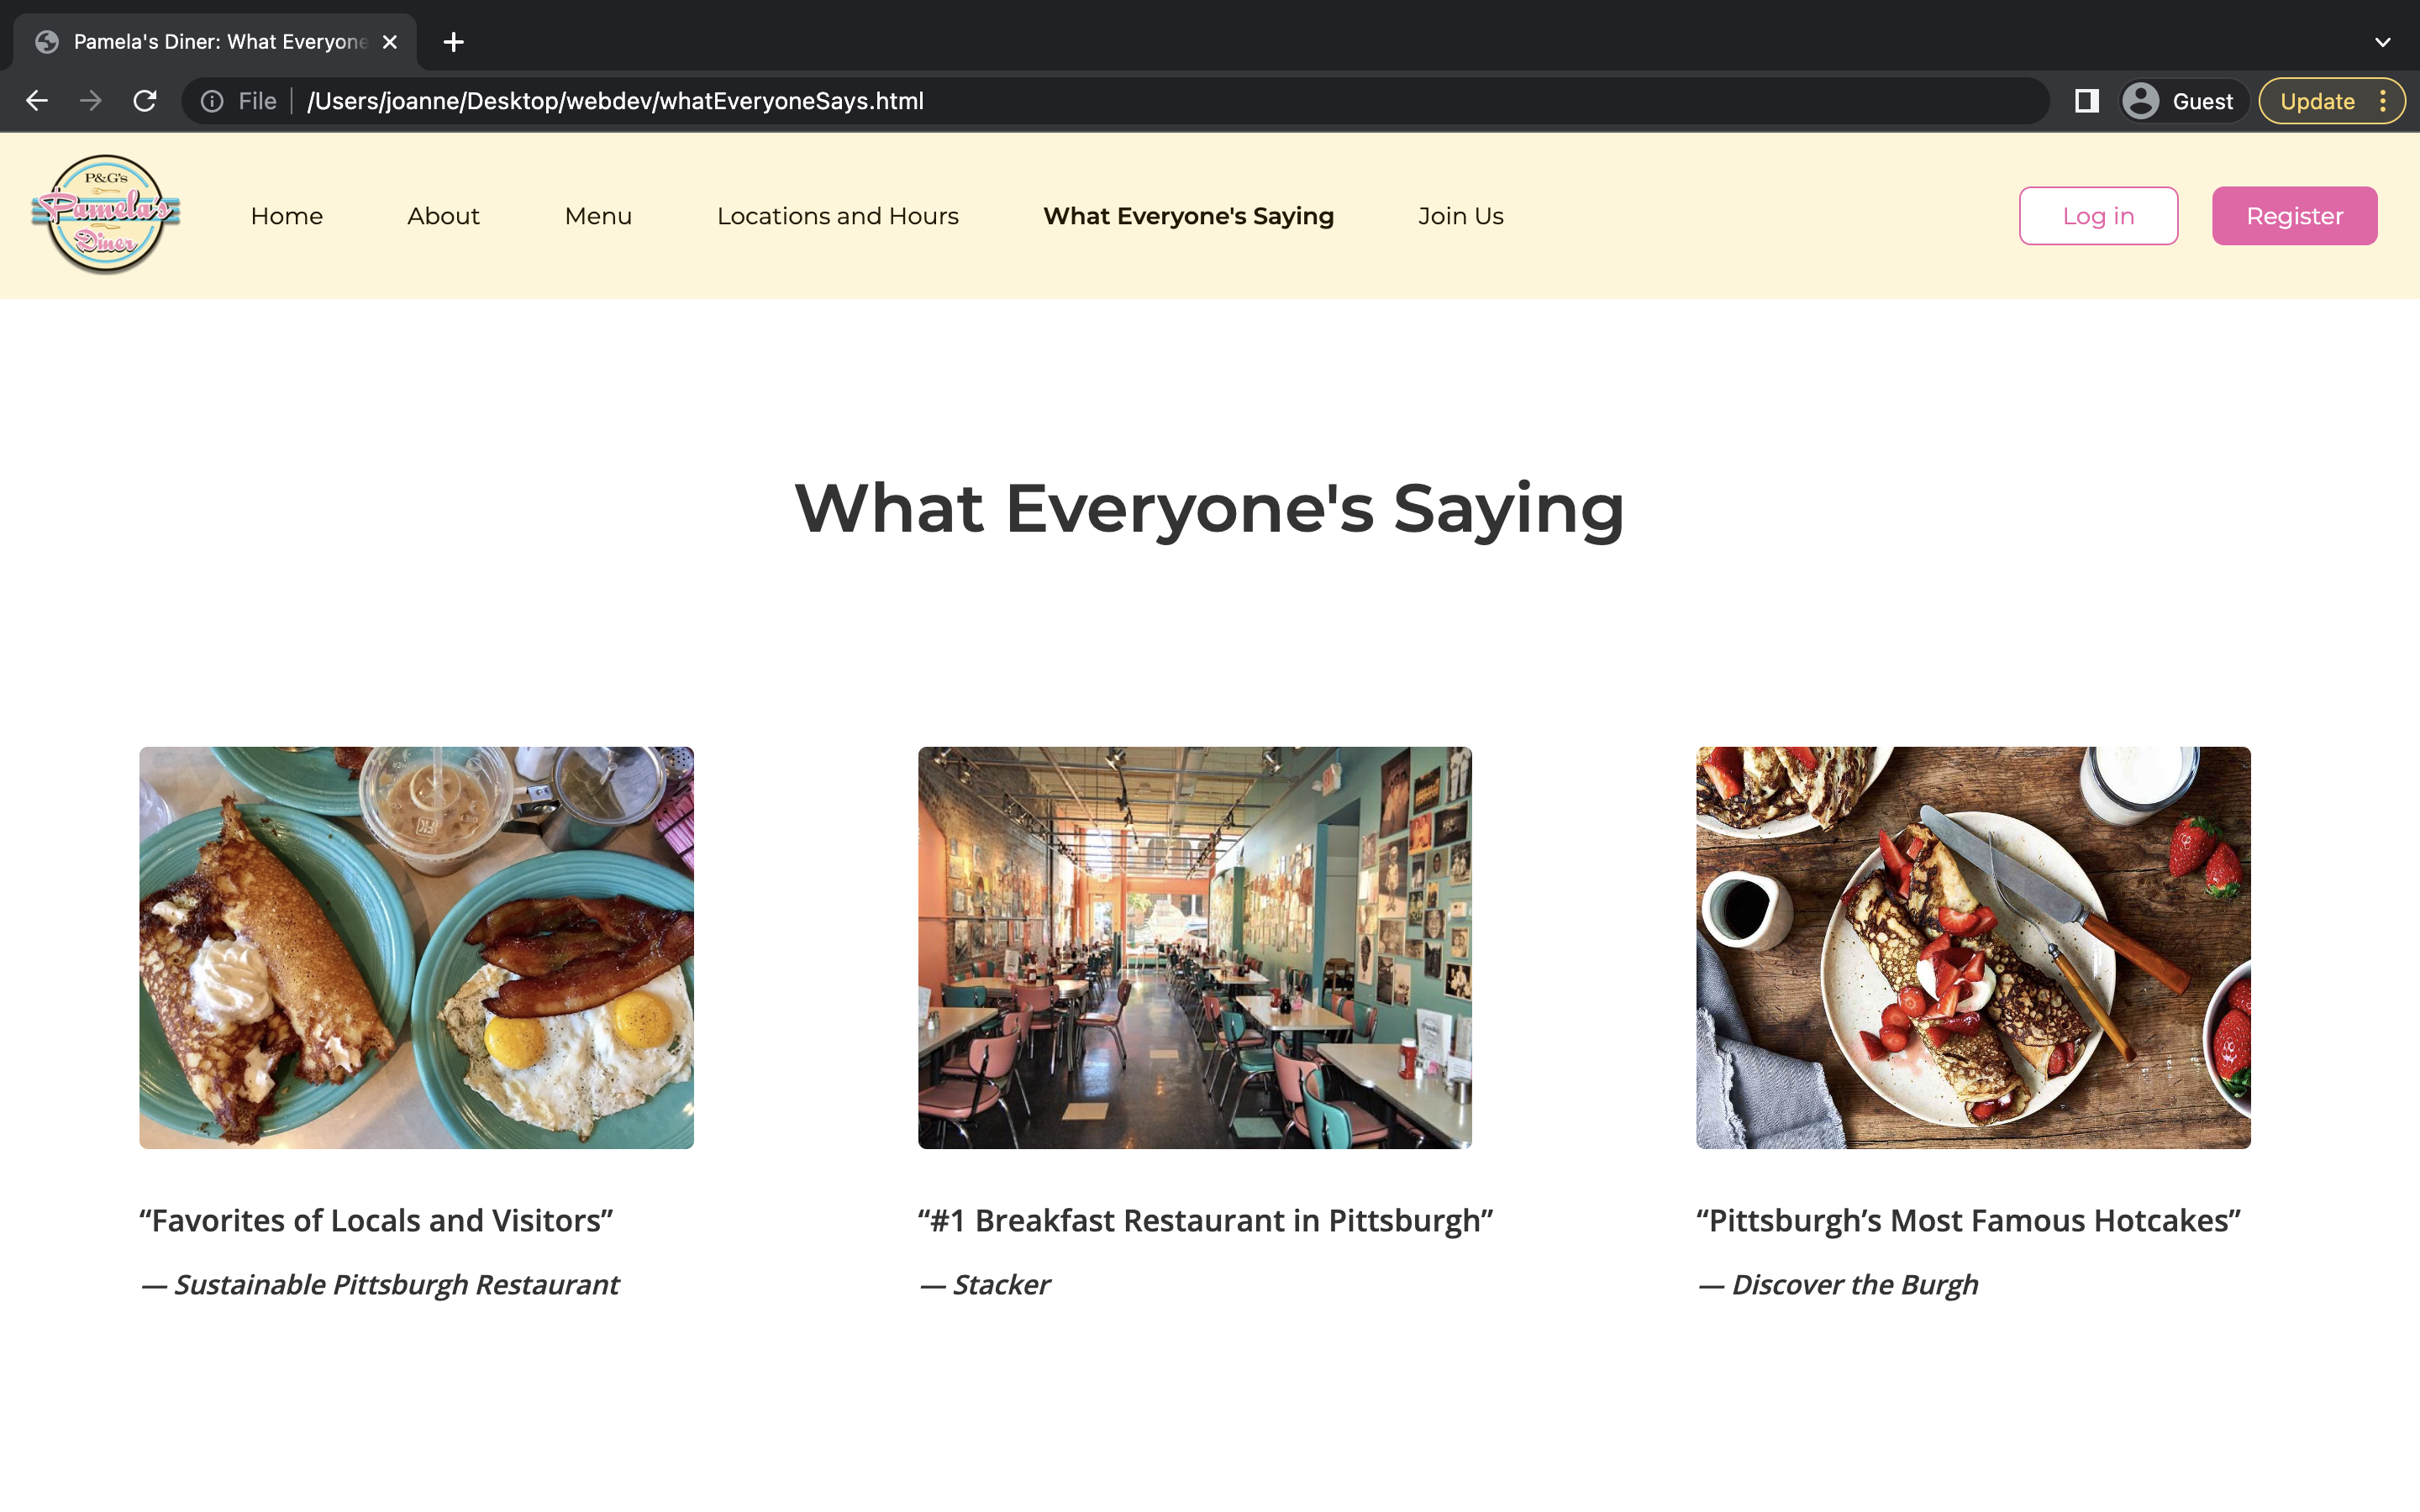 Pamela's Diner: What Everyone
File
/Users/joanne/Desktop/webdev/whatEveryoneSays.html
Guest
Update
P&G's
Pamela's
Diner
Home
About
Menu
Locations and Hours
What Everyone's Saying
Join Us
Log in
Register
What Everyone's Saying
“Favorites of Locals and Visitors”
— Sustainable Pittsburgh Restaurant
“#1 Breakfast Restaurant in Pittsburgh”
— Stacker
“Pittsburgh’s Most Famous Hotcakes”
— Discover the Burgh